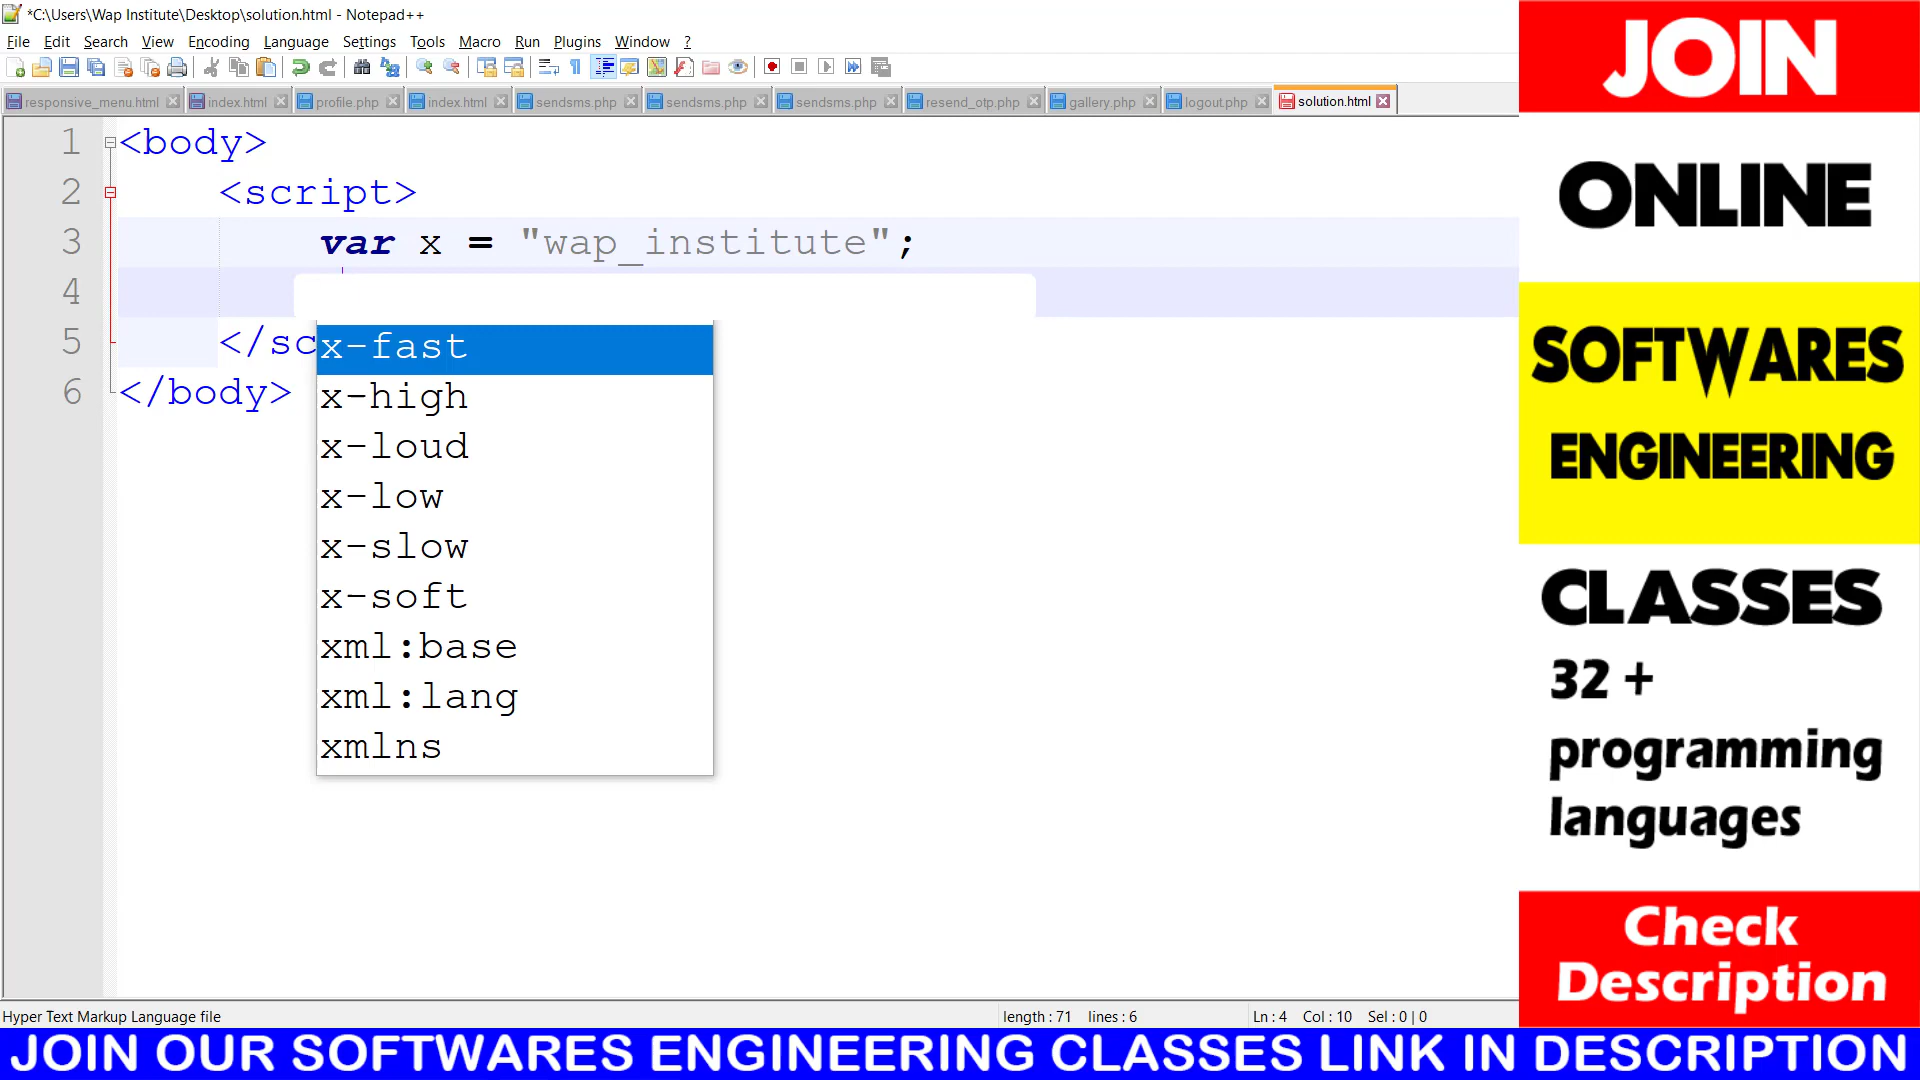 *C:\Users\Wap Institute\Desktop\solution.html - Notepad++
File Edit Search View Encoding Language Settings Tools Macro Run Plugins Window ?
responsive_menu.html index.html profile.php index.html sendsms.php sendsms.php sendsms.php resend_otp.php gallery.php logout.php solution.html
1 <body>
2 <script>
3 var x = "wap_institute";
4
5 </sc
6 </body>
x-fast
x-high
x-loud
x-low
x-slow
x-soft
xml:base
xml:lang
xmlns
Hyper Text Markup Language file length : 71 lines : 6 Ln : 4 Col : 10 Sel : 0 | 0
JOIN
ONLINE
SOFTWARES
ENGINEERING
CLASSES
32 +
programming
languages
Check
Description
JOIN OUR SOFTWARES ENGINEERING CLASSES LINK IN DESCRIPTION